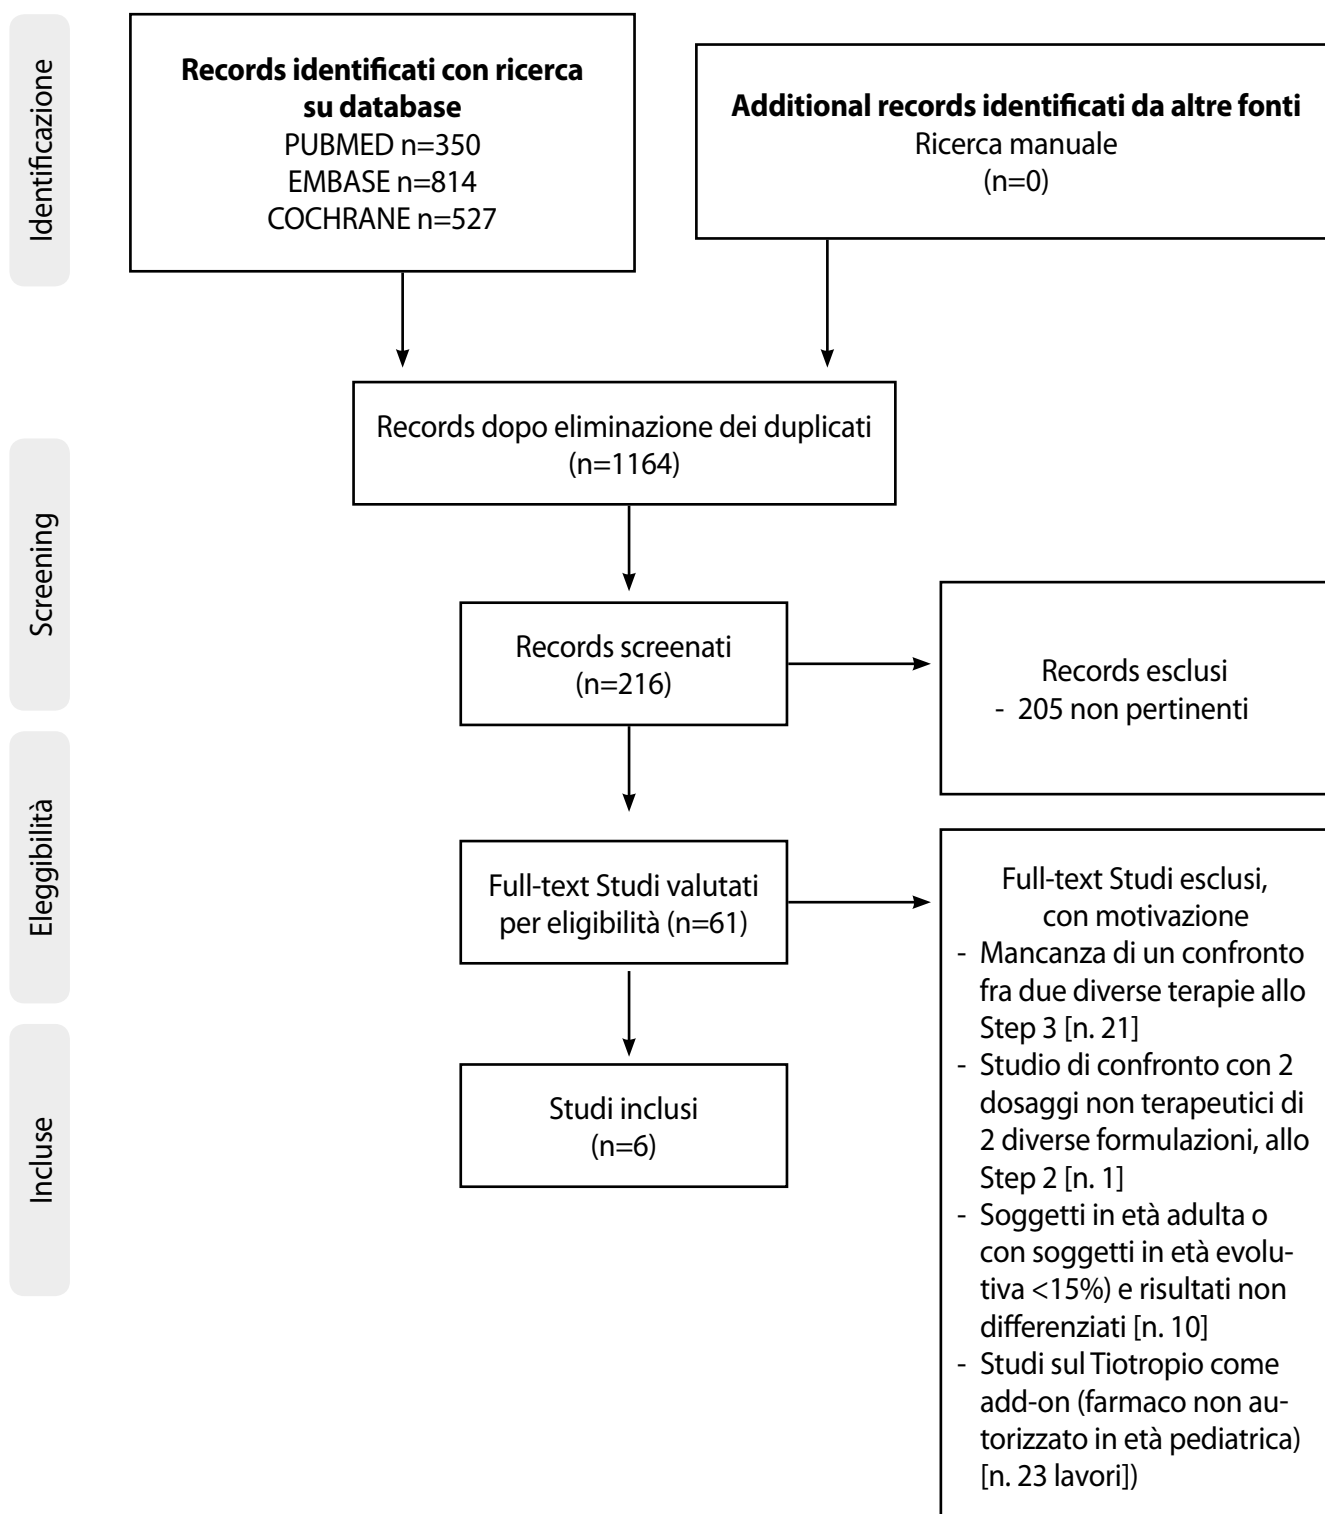 Identificazione
Records identificati con ricerca
su database
PUBMED n=350
EMBASE n=814
COCHRANE n=527
Additional records identificati da altre fonti
Ricerca manuale
(n=0)
Records dopo eliminazione dei duplicati
(n=1164)
Screening
Records screenati
(n=216)
Records esclusi
- 205 non pertinenti
Eleggibilità
Full-text Studi valutati
per eligibilità (n=61)
Full-text Studi esclusi,
con motivazione
- Mancanza di un confronto
fra due diverse terapie allo
Step 3 [n. 21]
- Studio di confronto con 2
dosaggi non terapeutici di
2 diverse formulazioni, allo
Step 2 [n. 1]
- Soggetti in età adulta o
con soggetti in età evolu-
tiva <15%) e risultati non
differenziati [n. 10]
- Studi sul Tiotropio come
add-on (farmaco non au-
torizzato in età pediatrica)
[n. 23 lavori])
Incluse
Studi inclusi
(n=6)